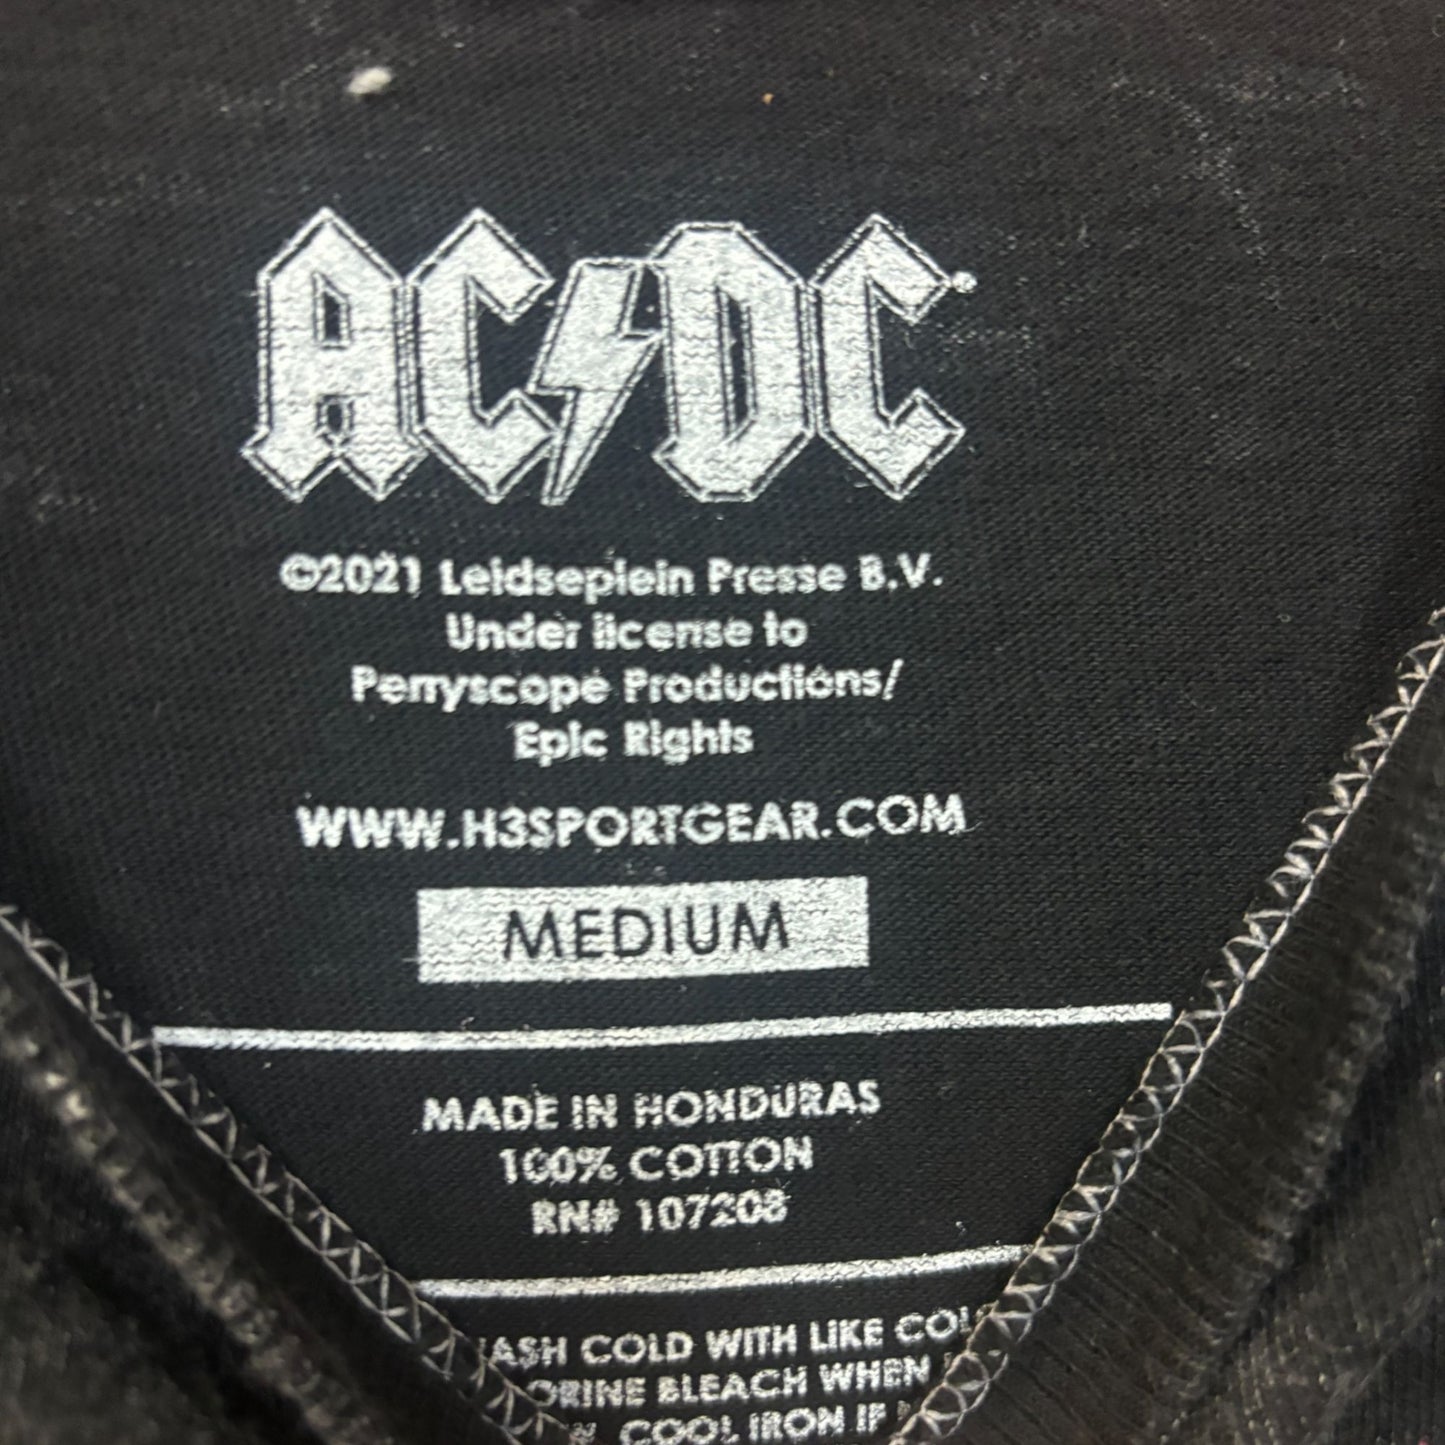 AC/DC
©2021 Leidseplein Presse B.V.
Under license to
Perryscope Productions/
Epic Rights
WWW.H3SPORTGEAR.COM
MEDIUM
MADE IN HONDURAS
100% COTTON
RN# 107208
COLD WITH LIKE
BLEACH WHEN
COOL IRON IF